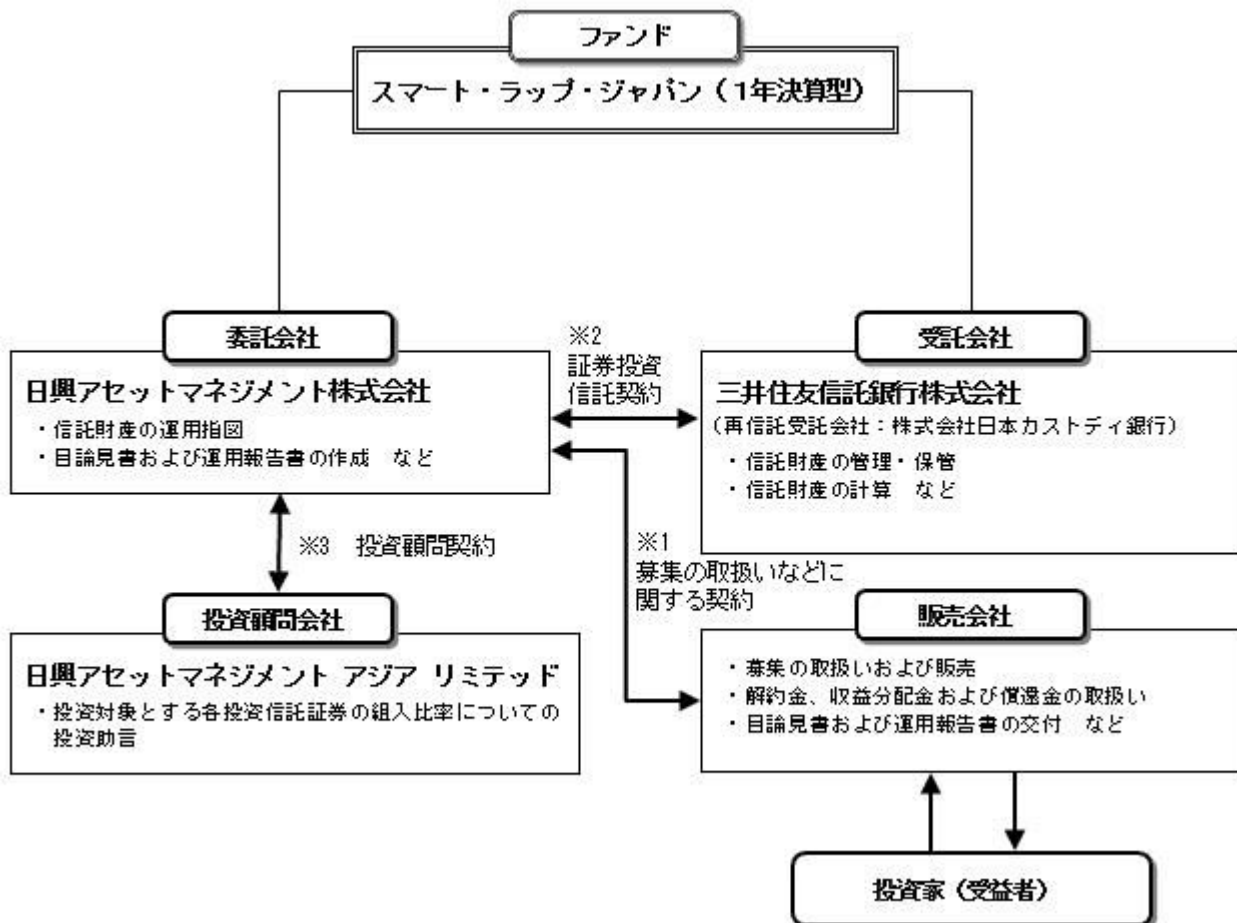 ファンド
スマート・ラップ・ジャパン（1年決算型）
委託会社
日興アセットマネジメント株式会社
・信託財産の運用指図
・目論見書および運用報告書の作成　など
※2
証券投資
信託契約
受託会社
三井住友信託銀行株式会社
（再信託受託会社：株式会社日本カストディ銀行）
・信託財産の管理・保管
・信託財産の計算　など
※3　投資顧問契約
※1
募集の取扱いなどに
関する契約
投資顧問会社
日興アセットマネジメント アジア リミテッド
・投資対象とする各投資信託証券の組入比率についての
投資助言
販売会社
・募集の取扱いおよび販売
・解約金、収益分配金および償還金の取扱い
・目論見書および運用報告書の交付　など
投資家（受益者）